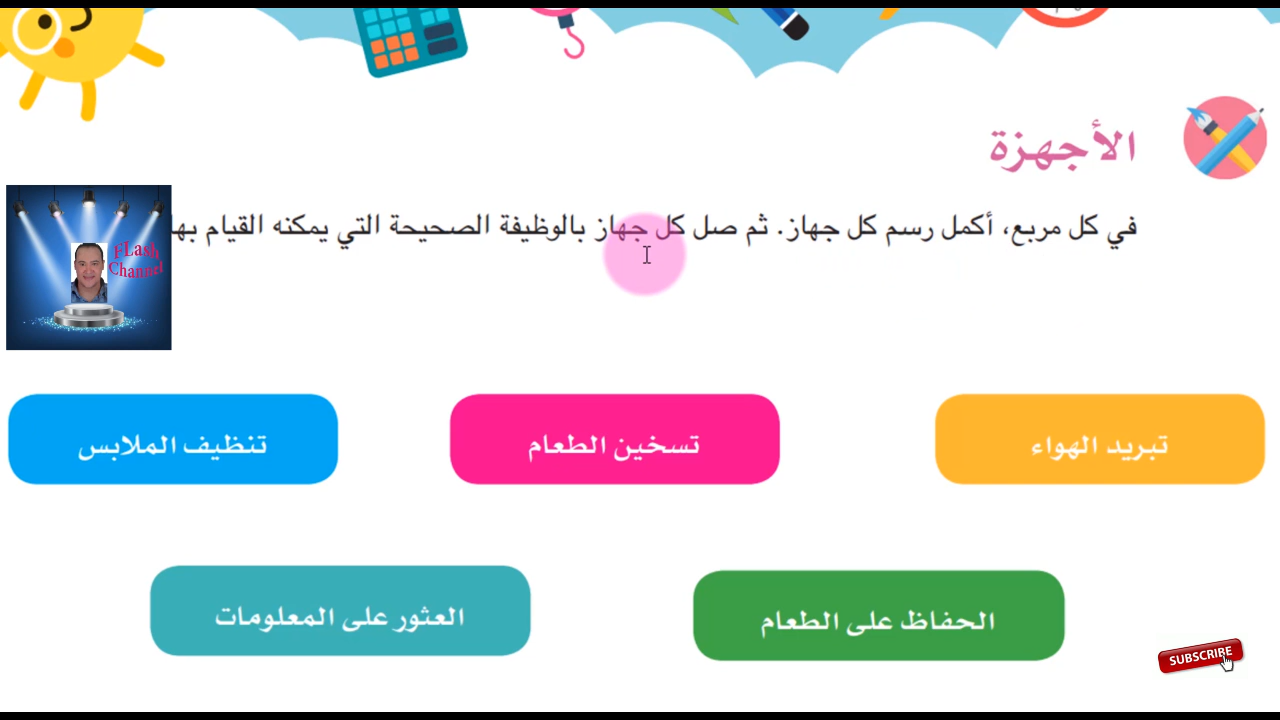 الأجهزة
في كل مربع، أكمل رسم كل جهاز. ثم صل كل جهاز بالوظيفة الصحيحة التي يمكنه القيام بها
FLash
Channel
تبريد الهواء
تسخين الطعام
تنظيف الملابس
الحفاظ على الطعام
العثور على المعلومات
SUBSCRIBE